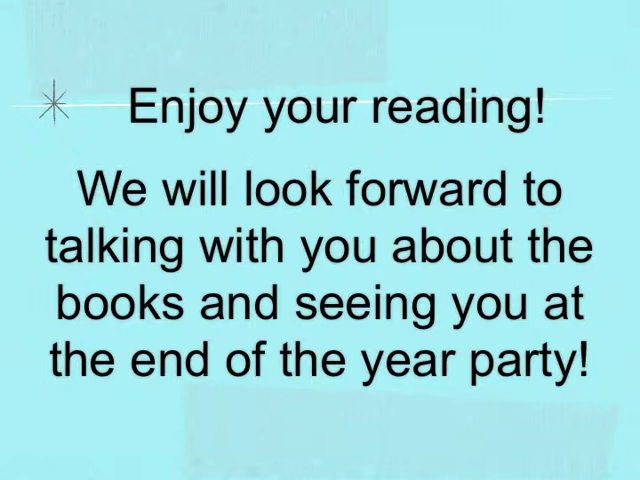 Enjoy your reading!
We will look forward to
talking with you about the
books and seeing you at
the end of the year party!